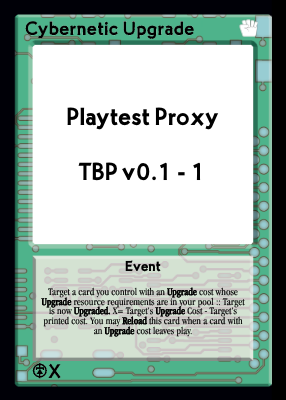 Cybernetic Upgrade
Playtest Proxy
TBP v0.1 - 1
Event
Target a card you control with an Upgrade cost whose
Upgrade resource requirements are in your pool :: Target
is now Upgraded. X= Target's Upgrade Cost - Target's
printed cost. You may Reload this card when a card with
an Upgrade cost leaves play.
X